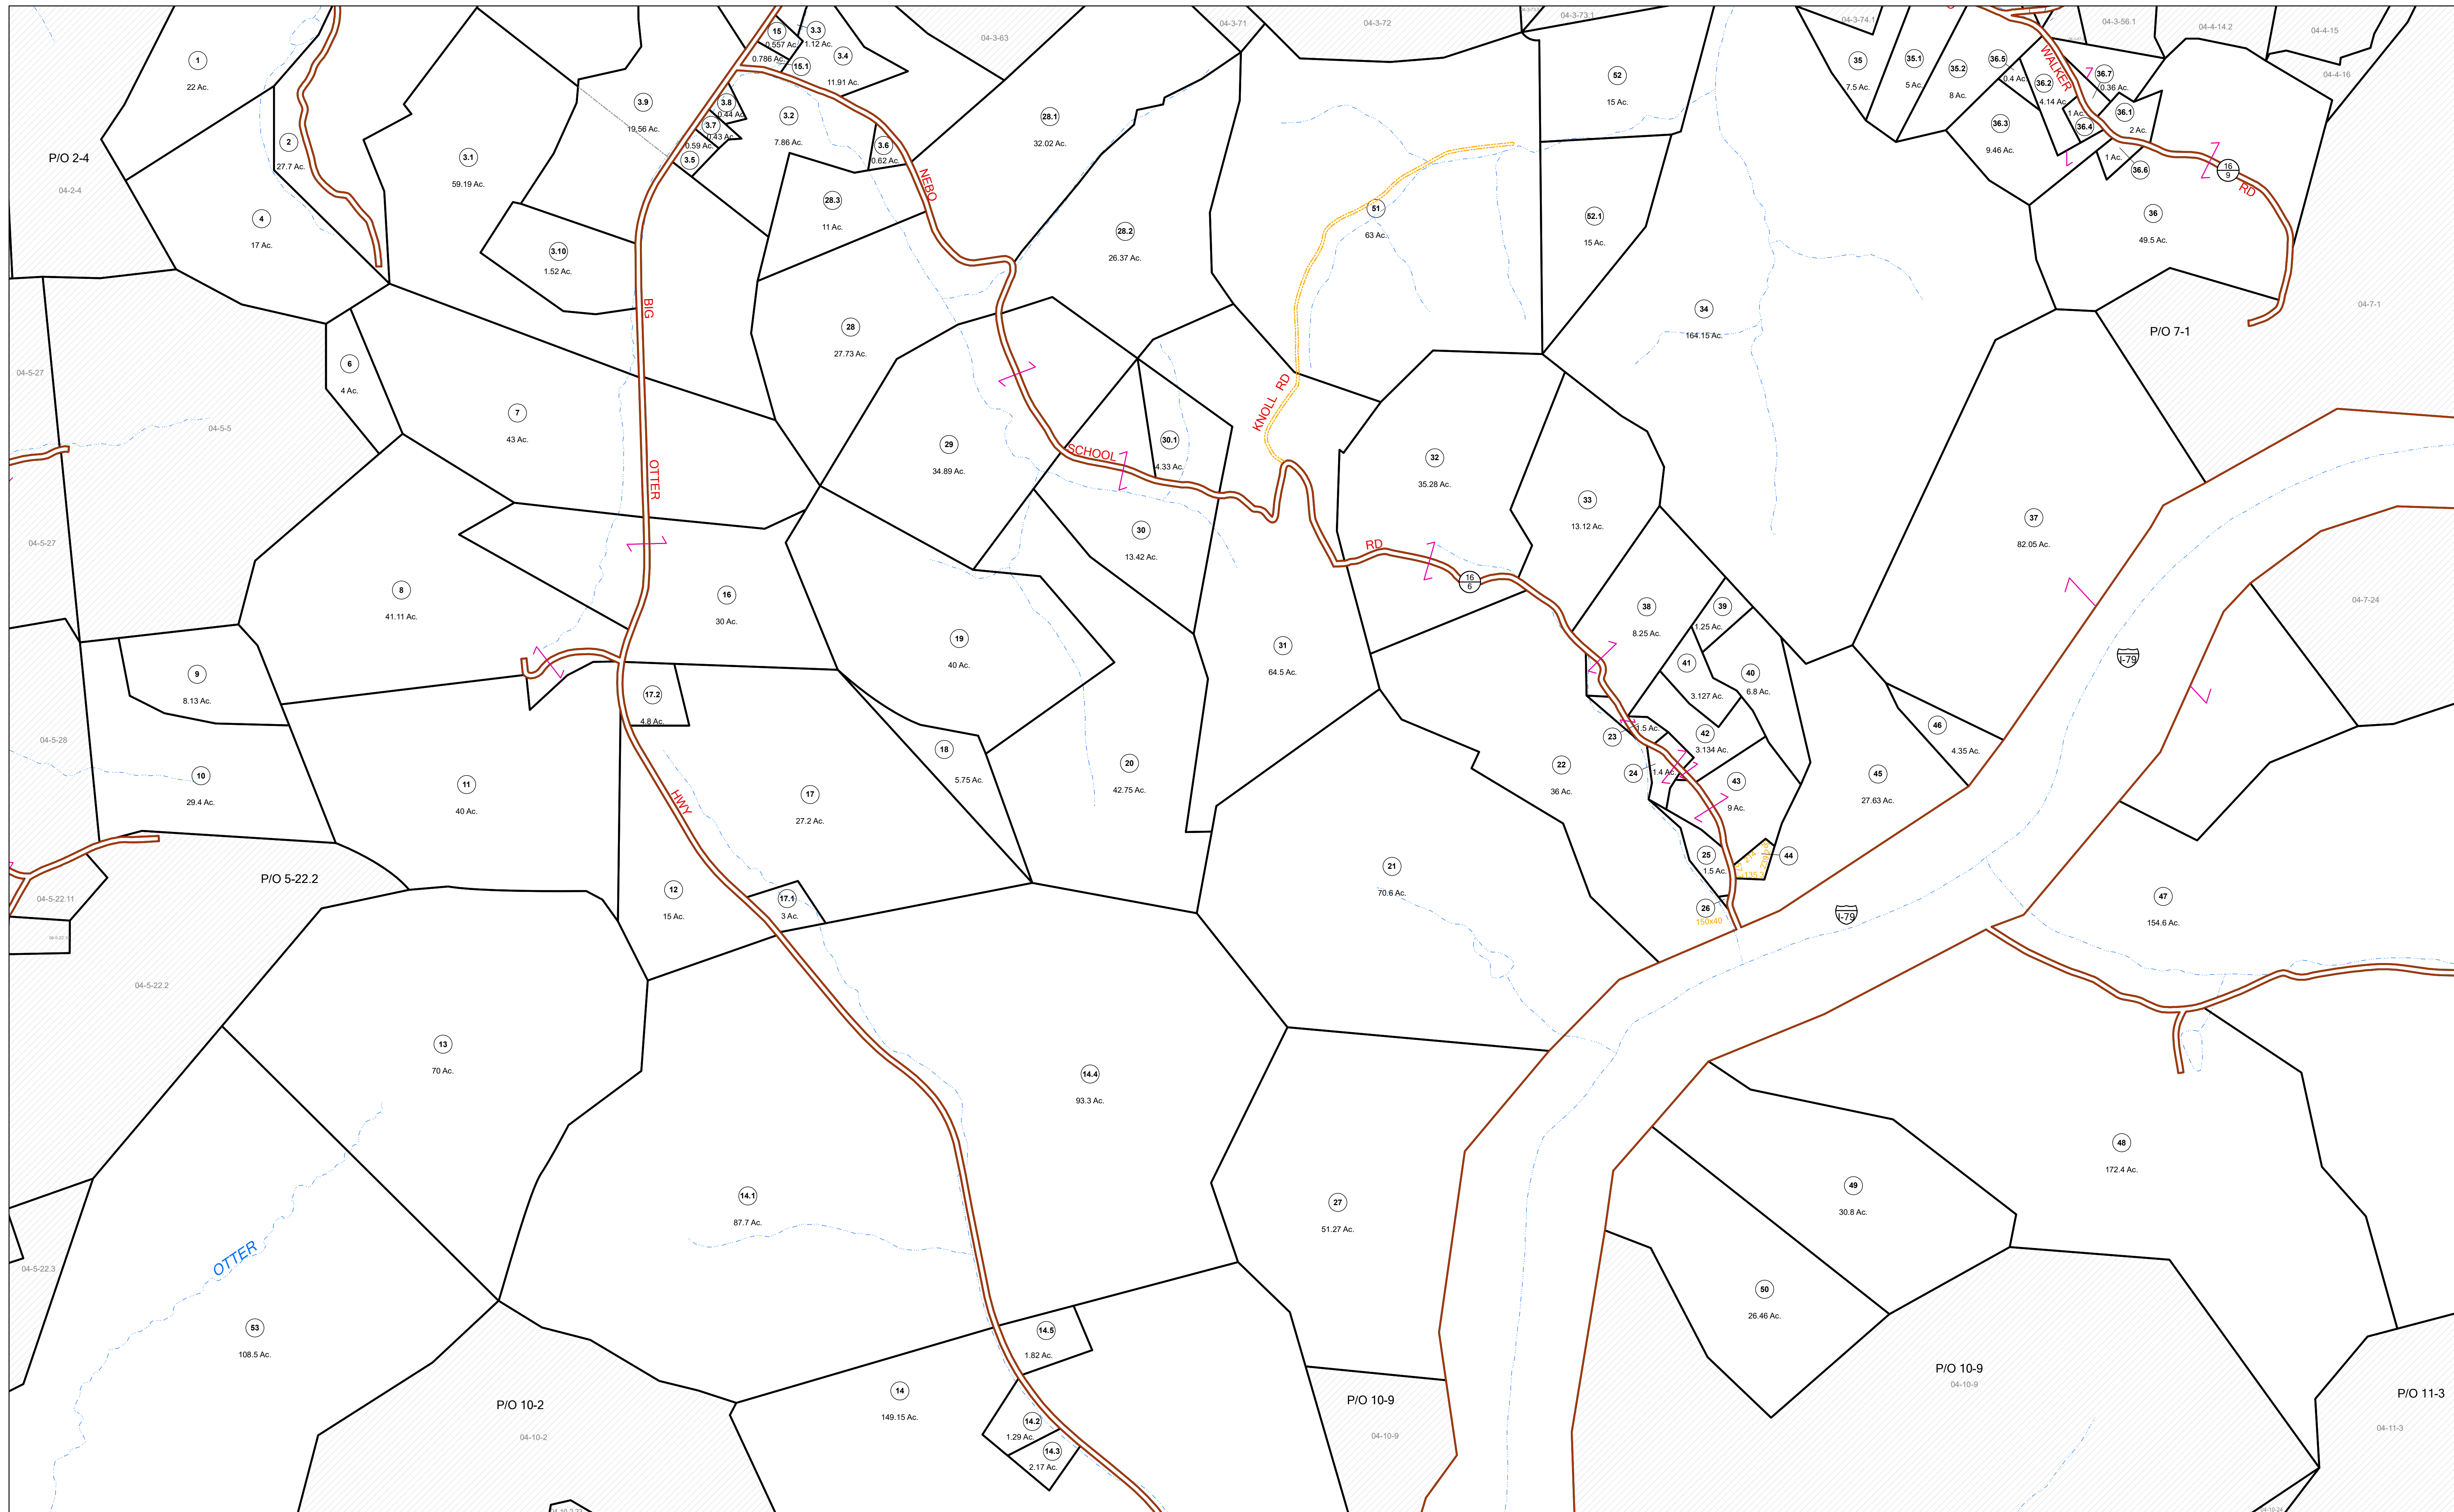 1
22 Ac.
P/O 2-4
04-2-4
2
27.7 Ac.
4
17 Ac.
3.1
59.19 Ac.
3.9
19.56 Ac.
3.10
1.52 Ac.
15
0.557 Ac.
0.786 Ac.
15.1
3.3
1.12 Ac.
3.4
11.91 Ac.
3.8
0.44 Ac.
3.7
0.43 Ac.
0.59 Ac.
3.5
3.2
7.86 Ac.
3.6
0.62 Ac.
28.3
11 Ac.
NEBO
04-3-63
28.1
32.02 Ac.
28.2
26.37 Ac.
04-3-71
04-3-72
04-3-73.1
52
15 Ac.
52.1
15 Ac.
51
63 Ac.
34
164.15 Ac.
04-3-74.1
35
7.5 Ac.
35.1
5 Ac.
35.2
8 Ac.
36.5
0.4 Ac.
36.2
4.14 Ac.
WALKER
36.7
0.36 Ac.
1 Ac.
36.4
36.1
2 Ac.
36.3
9.46 Ac.
1 Ac.
36.6
16
9
RD
36
49.5 Ac.
04-3-56.1
04-4-14.2
04-4-15
04-4-16
04-7-1
P/O 7-1
BIG
28
27.73 Ac.
04-5-27
6
4 Ac.
7
43 Ac.
04-5-5
OTTER
29
34.89 Ac.
SCHOOL
30.1
4.33 Ac.
KNOLL RD
32
35.28 Ac.
33
13.12 Ac.
37
82.05 Ac.
04-5-27
30
13.42 Ac.
RD
16
6
8
41.11 Ac.
16
30 Ac.
19
40 Ac.
31
64.5 Ac.
38
8.25 Ac.
39
1.25 Ac.
41
3.127 Ac.
40
6.8 Ac.
04-7-24
I-79
9
8.13 Ac.
17.2
4.8 Ac.
04-5-28
10
29.4 Ac.
11
40 Ac.
HWY
17
27.2 Ac.
18
5.75 Ac.
20
42.75 Ac.
22
36 Ac.
23
1.5 Ac.
42
3.134 Ac.
24
1.4 Ac.
43
9 Ac.
46
4.35 Ac.
45
27.63 Ac.
P/O 5-22.2
04-5-22.11
12
15 Ac.
17.1
3 Ac.
21
70.6 Ac.
25
1.5 Ac.
44
135.3
26
150x40
I-79
47
154.6 Ac.
04-5-22.2
13
70 Ac.
14.4
93.3 Ac.
14.1
87.7 Ac.
27
51.27 Ac.
48
172.4 Ac.
49
30.8 Ac.
50
26.46 Ac.
OTTER
04-5-22.3
53
108.5 Ac.
14.5
1.82 Ac.
14
149.15 Ac.
14.2
1.29 Ac.
14.3
2.17 Ac.
P/O 10-2
04-10-2
P/O 10-9
04-10-9
P/O 10-9
04-10-9
P/O 11-3
04-11-3